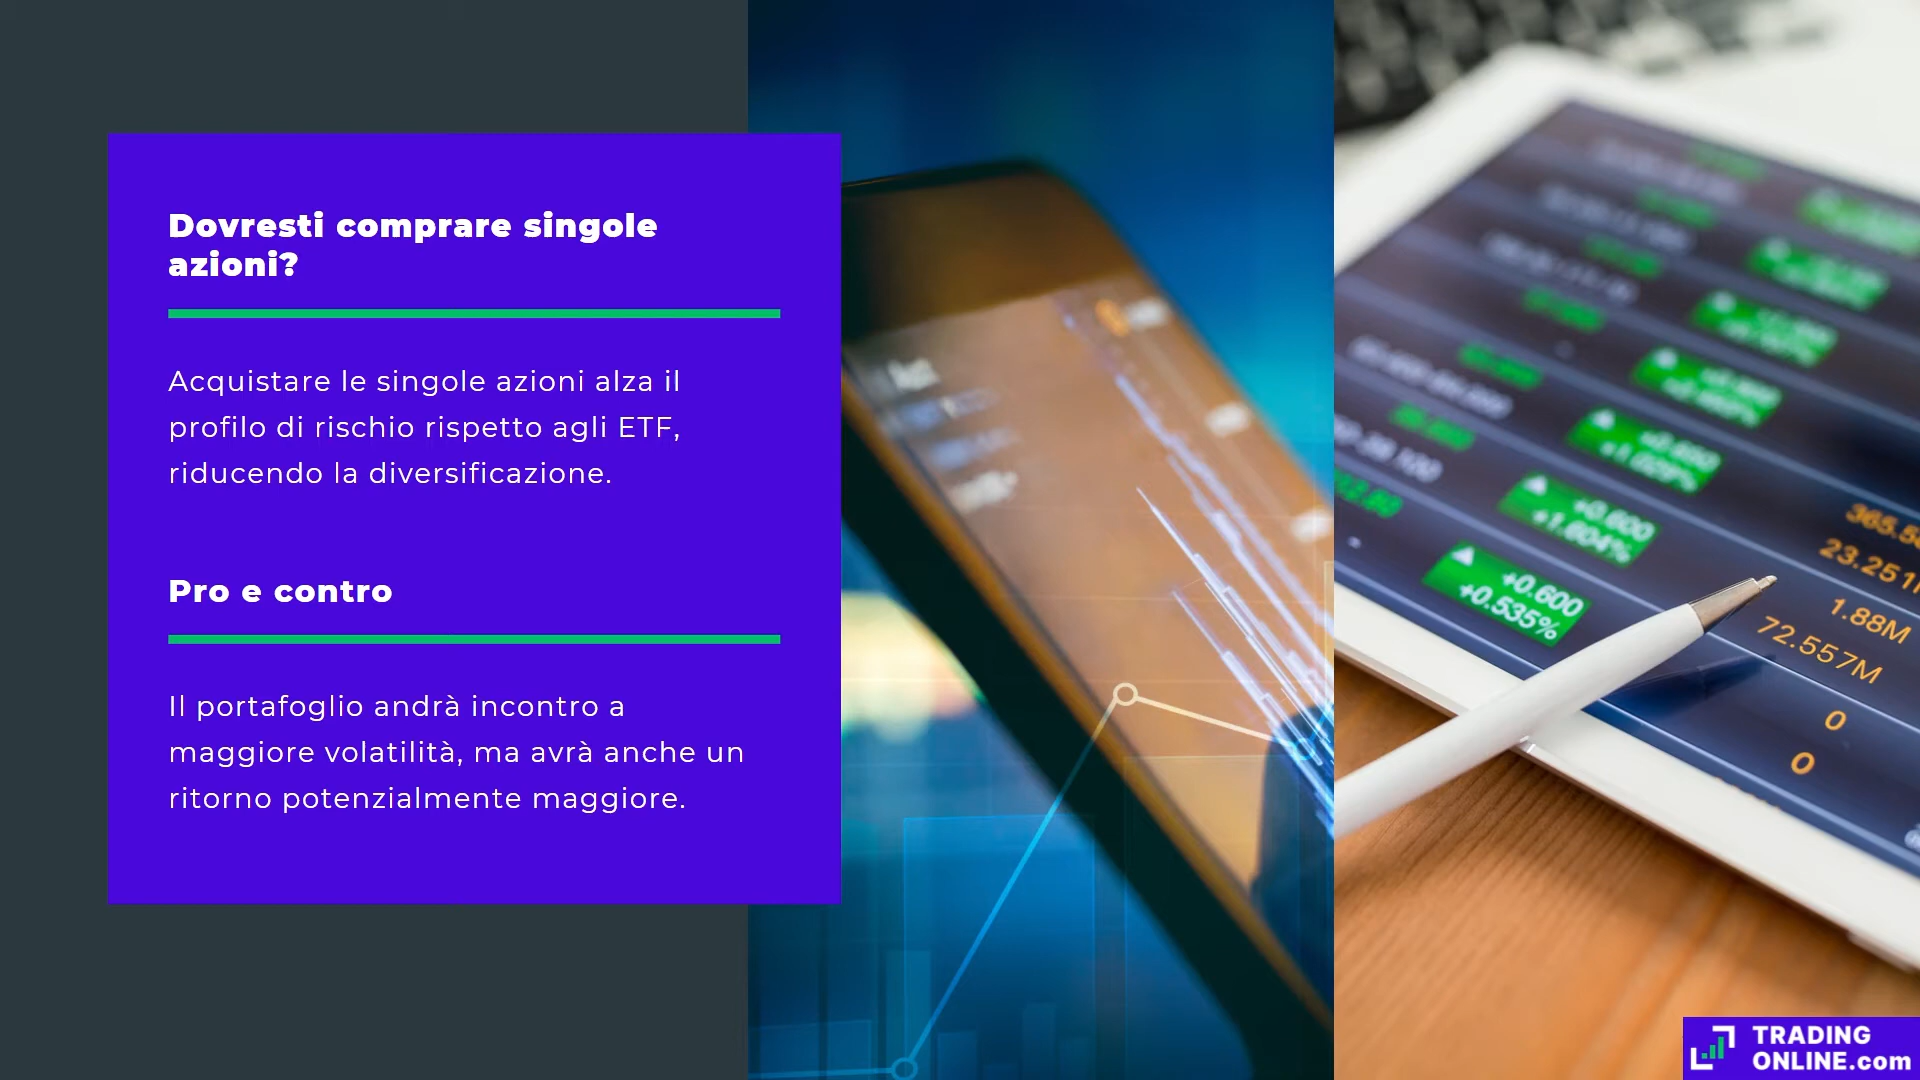 Dovresti comprare singole
azioni?
Acquistare le singole azioni alza il
profilo di rischio rispetto agli ETF,
riducendo la diversificazione.
Pro e contro
Il portafoglio andrà incontro a
maggiore volatilità, ma avrà anche un
ritorno potenzialmente maggiore.
+0.600
+1.604%
+0.600
+0.535%
1.88M
72.557M
0
0
TRADING
ONLINE.com